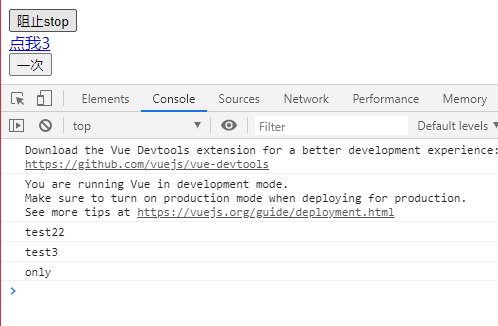 阻止stop
点我3
一次
Elements Console Sources Network Performance Memory
top Filter Default levels
Download the Vue Devtools extension for a better development experience:
https://github.com/vuejs/vue-devtools
You are running Vue in development mode.
Make sure to turn on production mode when deploying for production.
See more tips at https://vuejs.org/guide/deployment.html
test22
test3
only